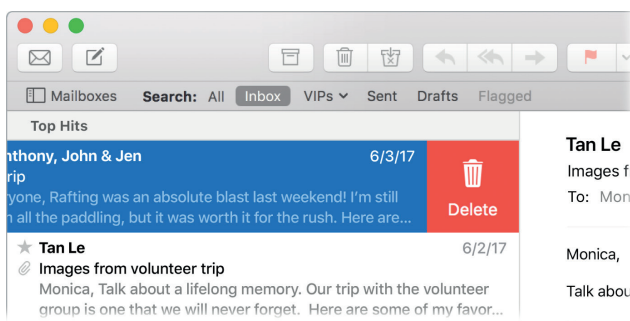 Mailboxes Search: All Inbox VIPs Sent Drafts Flagged
Top Hits
nthony, John & Jen 6/3/17
rip
ryone, Rafting was an absolute blast last weekend! I'm still
n all the paddling, but it was worth it for the rush. Here are...
Delete
Tan Le 6/2/17
Images from volunteer trip
Monica, Talk about a lifelong memory. Our trip with the volunteer
group is one that we will never forget. Here are some of my favor...
Tan Le
Images f
To: Mon
Monica,
Talk abou